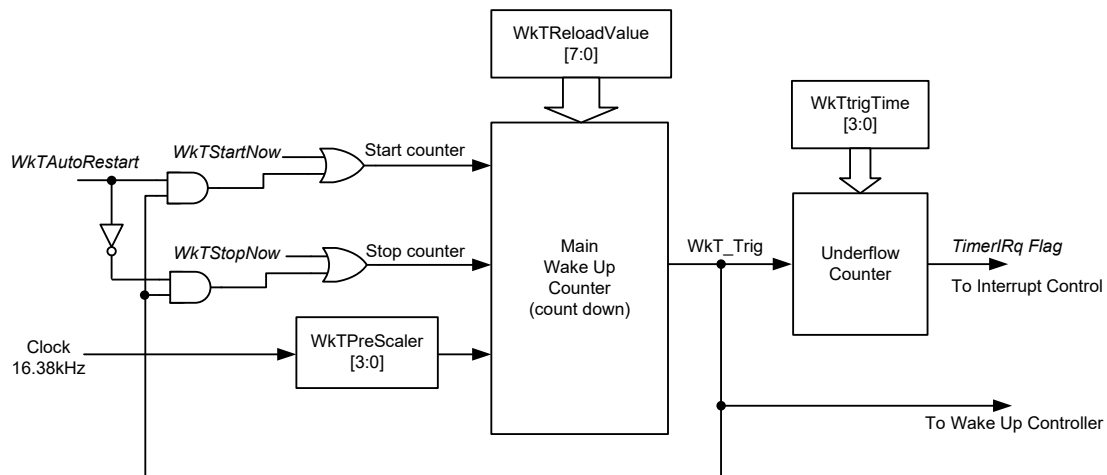 WkTReloadValue
[7:0]
WkTtrigTime
[3:0]
WkTAutoRestart
WkTStartNow
Start counter
WkTStopNow
Stop counter
Main
Wake Up
Counter
(count down)
WkT_Trig
Underflow
Counter
TimerIRq Flag
To Interrupt Control
Clock
16.38kHz
WkTPreScaler
[3:0]
To Wake Up Controller